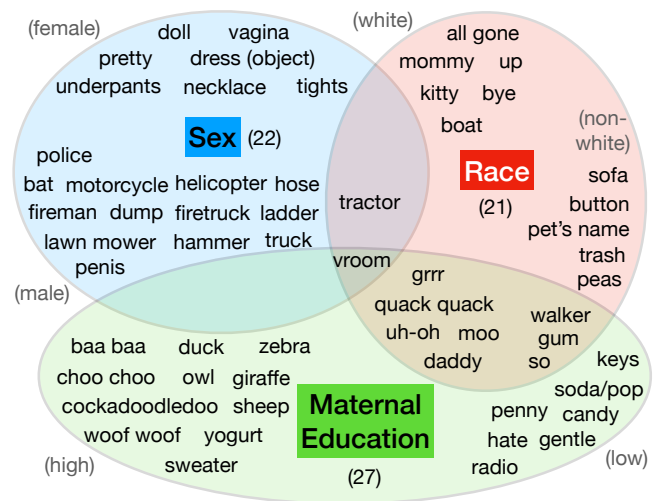 (female)
doll vagina
pretty dress (object)
underpants necklace tights
Sex (22)
police
bat motorcycle helicopter hose
fireman dump firetruck ladder
lawn mower hammer truck
penis
(male)
(white)
all gone
mommy up
kitty bye
boat
(non-
white)
Race
(21)
sofa
button
pet's name
trash
peas
tractor
vroom
grrr
quack quack
uh-oh moo
daddy
walker
gum
so
baa baa duck zebra
choo choo owl giraffe
cockadoodledoo sheep
woof woof yogurt
sweater
(high)
Maternal
Education
(27)
keys
soda/pop
penny candy
hate gentle
radio
(low)